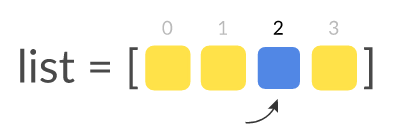 0 1 2 3
list = [ ]